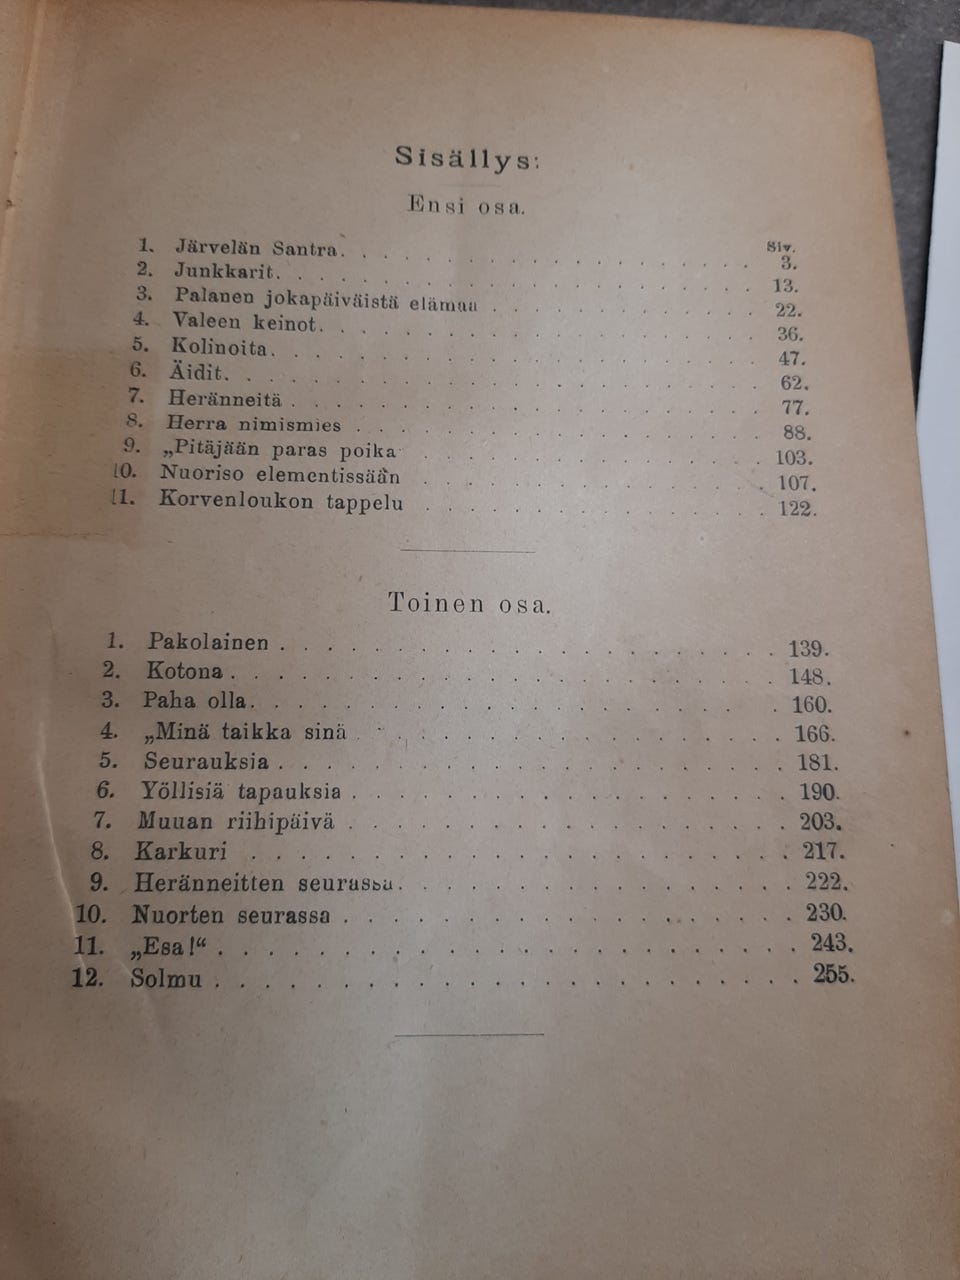 Sisällys:
Ensi osa.
Siv.
1. Järvelän Santra. 3.
2. Junkkarit. 13.
3. Palanen jokapäiväistä elämää 22.
4. Valeen keinot. 36.
5. Kolinoita. 47.
6. Äidit. 62.
7. Heränneitä 77.
8. Herra nimismies 88.
9. „Pitäjään paras poika 103.
10. Nuoriso elementissään 107.
11. Korvenloukon tappelu 122.
Toinen osa.
1. Pakolainen 139.
2. Kotona 148.
3. Paha olla. 160.
4. „Minä taikka sinä 166.
5. Seurauksia 181.
6. Yöllisiä tapauksia 190.
7. Muuan riihipäivä 203.
8. Karkuri 217.
9. Heränneitten seurassa. 222.
10. Nuorten seurassa 230.
11. „Esa!“ 243.
12. Solmu 255.